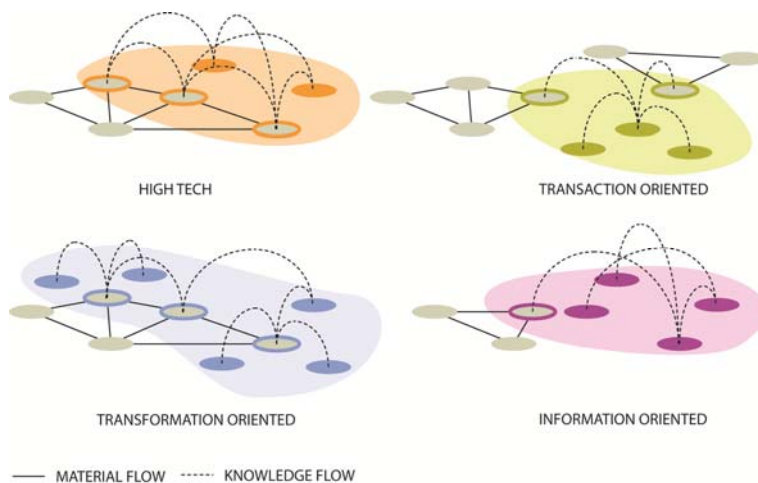 HIGH TECH
TRANSACTION ORIENTED
TRANSFORMATION ORIENTED
INFORMATION ORIENTED
MATERIAL FLOW KNOWLEDGE FLOW